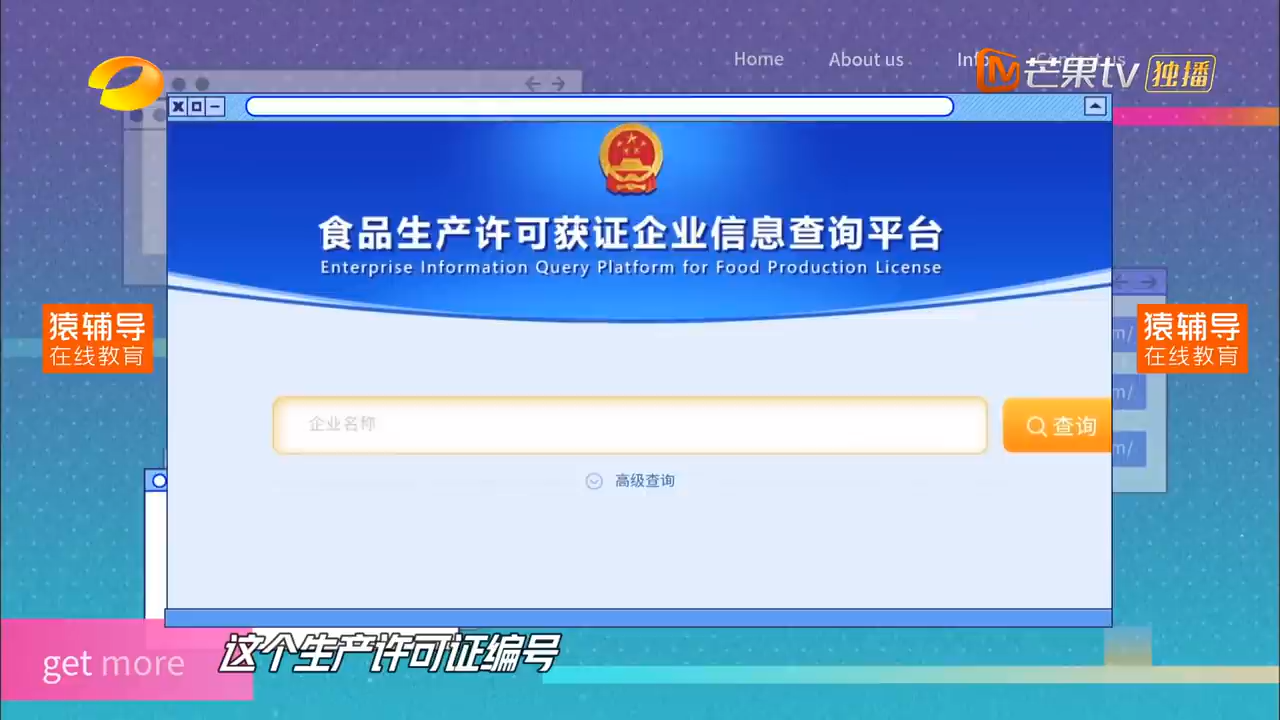 Home
About us
芒果tv 独播
食品生产许可获证企业信息查询平台
Enterprise Information Query Platform for Food Production License
猿辅导
在线教育
猿辅导
在线教育
m/
m/
m/
企业名称
查询
高级查询
这个生产许可证编号
get more